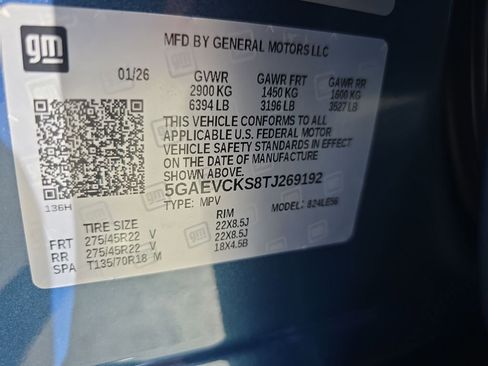 gm
MFD BY GENERAL MOTORS LLC
01/26 GVWR GAWR FRT GAWR RR
2900 KG 1450 KG 1600 KG
6394 LB 3196 LB 3527 LB
THIS VEHICLE CONFORMS TO ALL
APPLICABLE U.S. FEDERAL MOTOR
VEHICLE SAFETY STANDARDS IN EFFECT
ON THE DATE OF MANUFACTURE
SHOWN ABOVE.
5GAEVCKS8TJ269192
136H TYPE: MPV MODEL: 824LE56
TIRE SIZE RIM
FRT 275/45R22 V 22X8.5J
RR 275/45R22 V 22X8.5J
SPA T135/70R18 M 18X4.5B